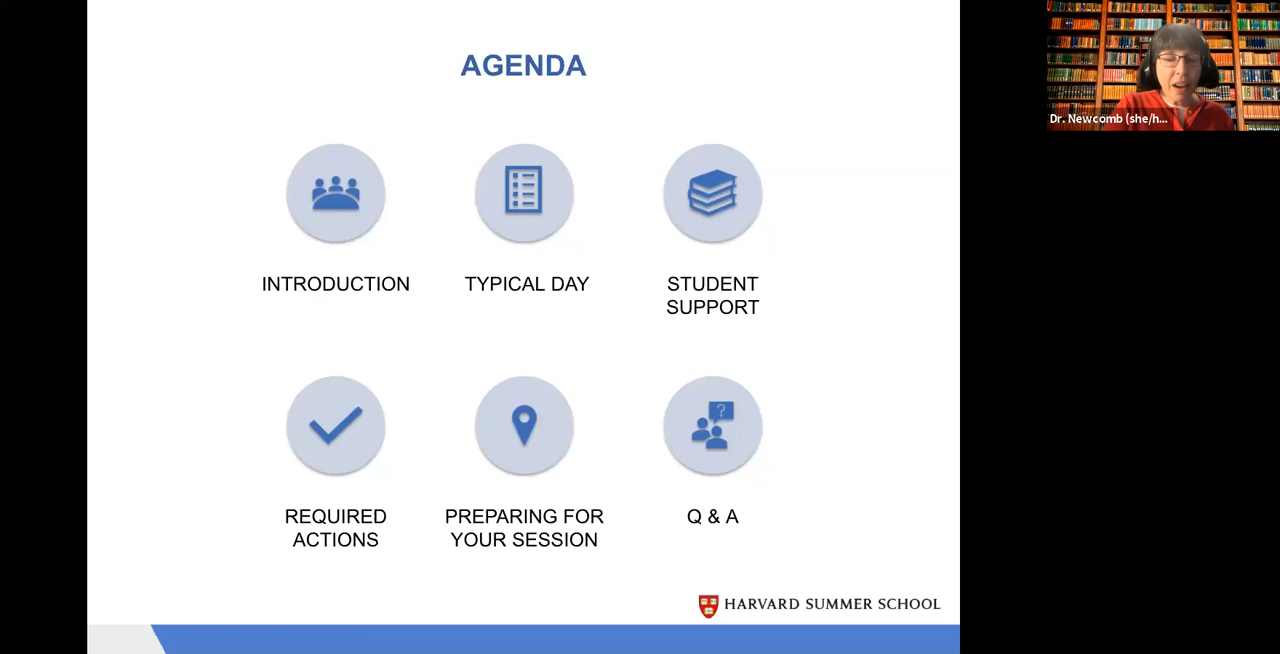 AGENDA
Dr. Newcomb (she/h...
INTRODUCTION
TYPICAL DAY
STUDENT
SUPPORT
?
REQUIRED
ACTIONS
PREPARING FOR
YOUR SESSION
Q & A
HARVARD SUMMER SCHOOL